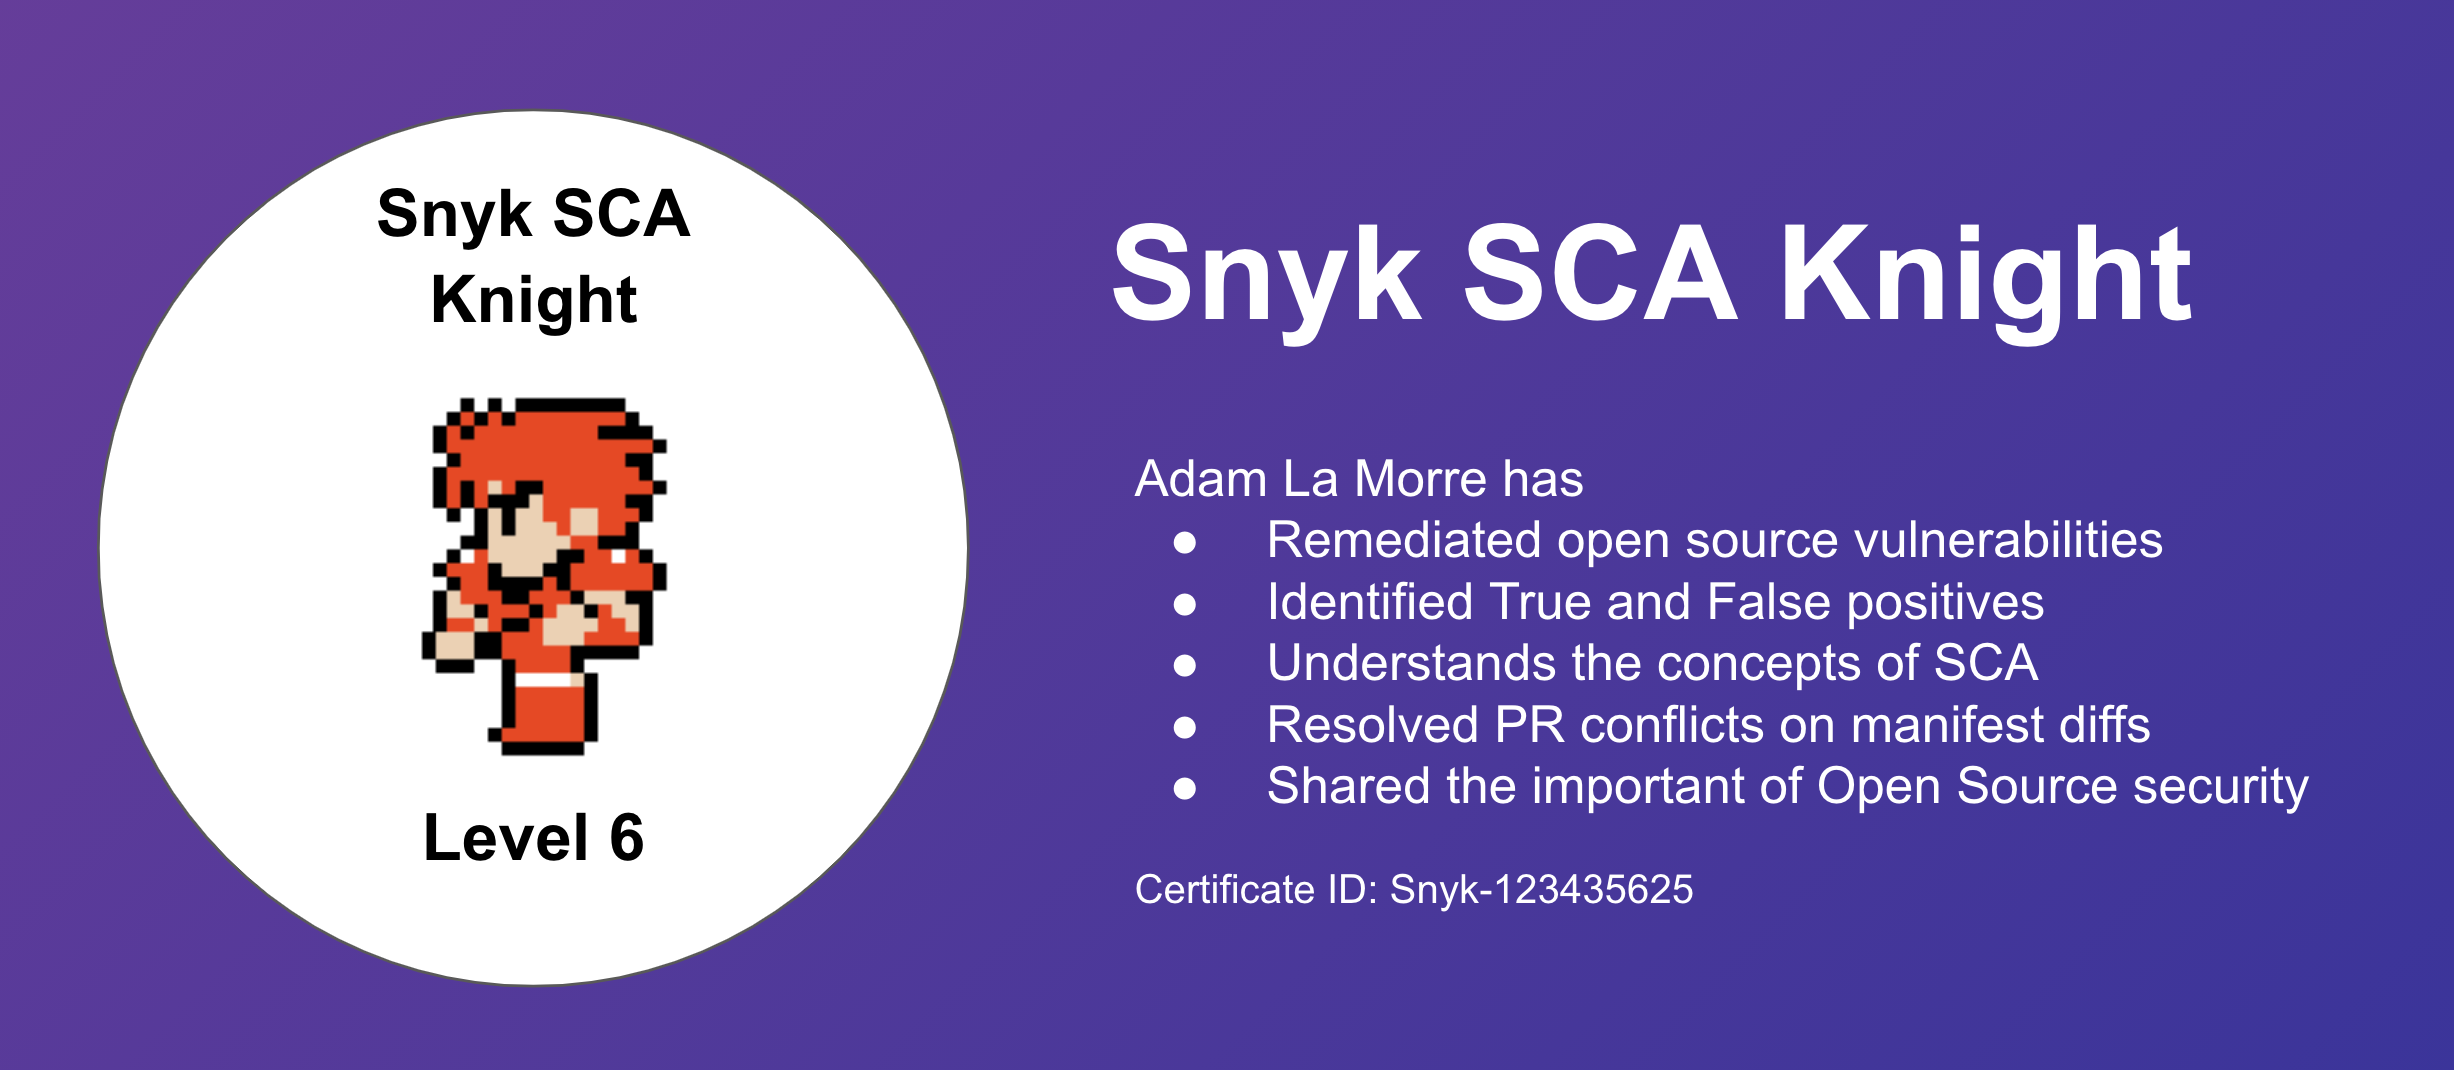 Snyk SCA
Knight
Level 6
Snyk SCA Knight
Adam La Morre has
● Remediated open source vulnerabilities
● Identified True and False positives
● Understands the concepts of SCA
● Resolved PR conflicts on manifest diffs
● Shared the important of Open Source security
Certificate ID: Snyk-123435625